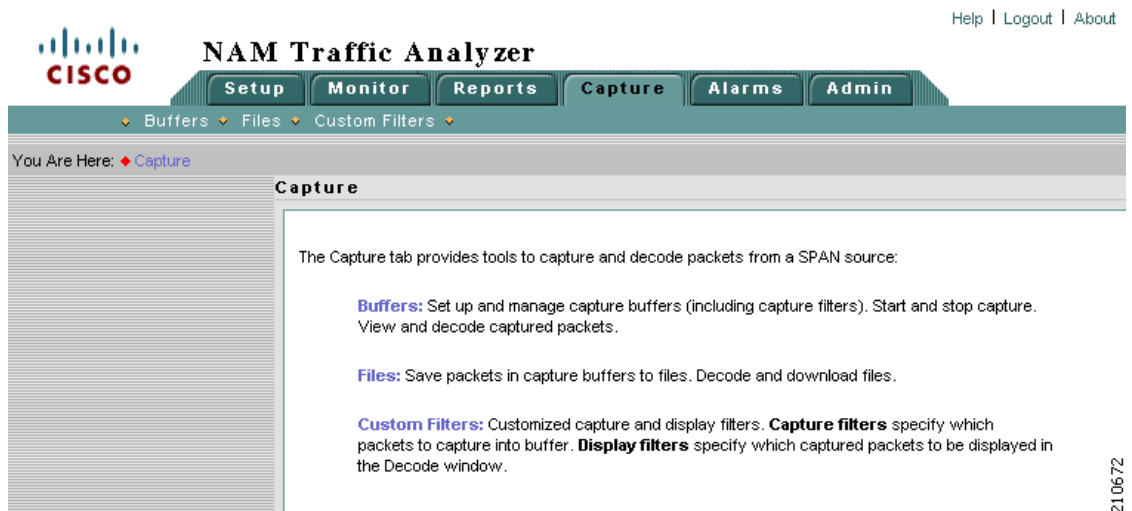 Help | Logout | About
CISCO
NAM Traffic Analyzer
Setup Monitor Reports Capture Alarms Admin
Buffers Files Custom Filters
You Are Here: Capture
Capture
The Capture tab provides tools to capture and decode packets from a SPAN source:
Buffers: Set up and manage capture buffers (including capture filters). Start and stop capture.
View and decode captured packets.
Files: Save packets in capture buffers to files. Decode and download files.
Custom Filters: Customized capture and display filters. Capture filters specify which
packets to capture into buffer. Display filters specify which captured packets to be displayed in
the Decode window.
210672